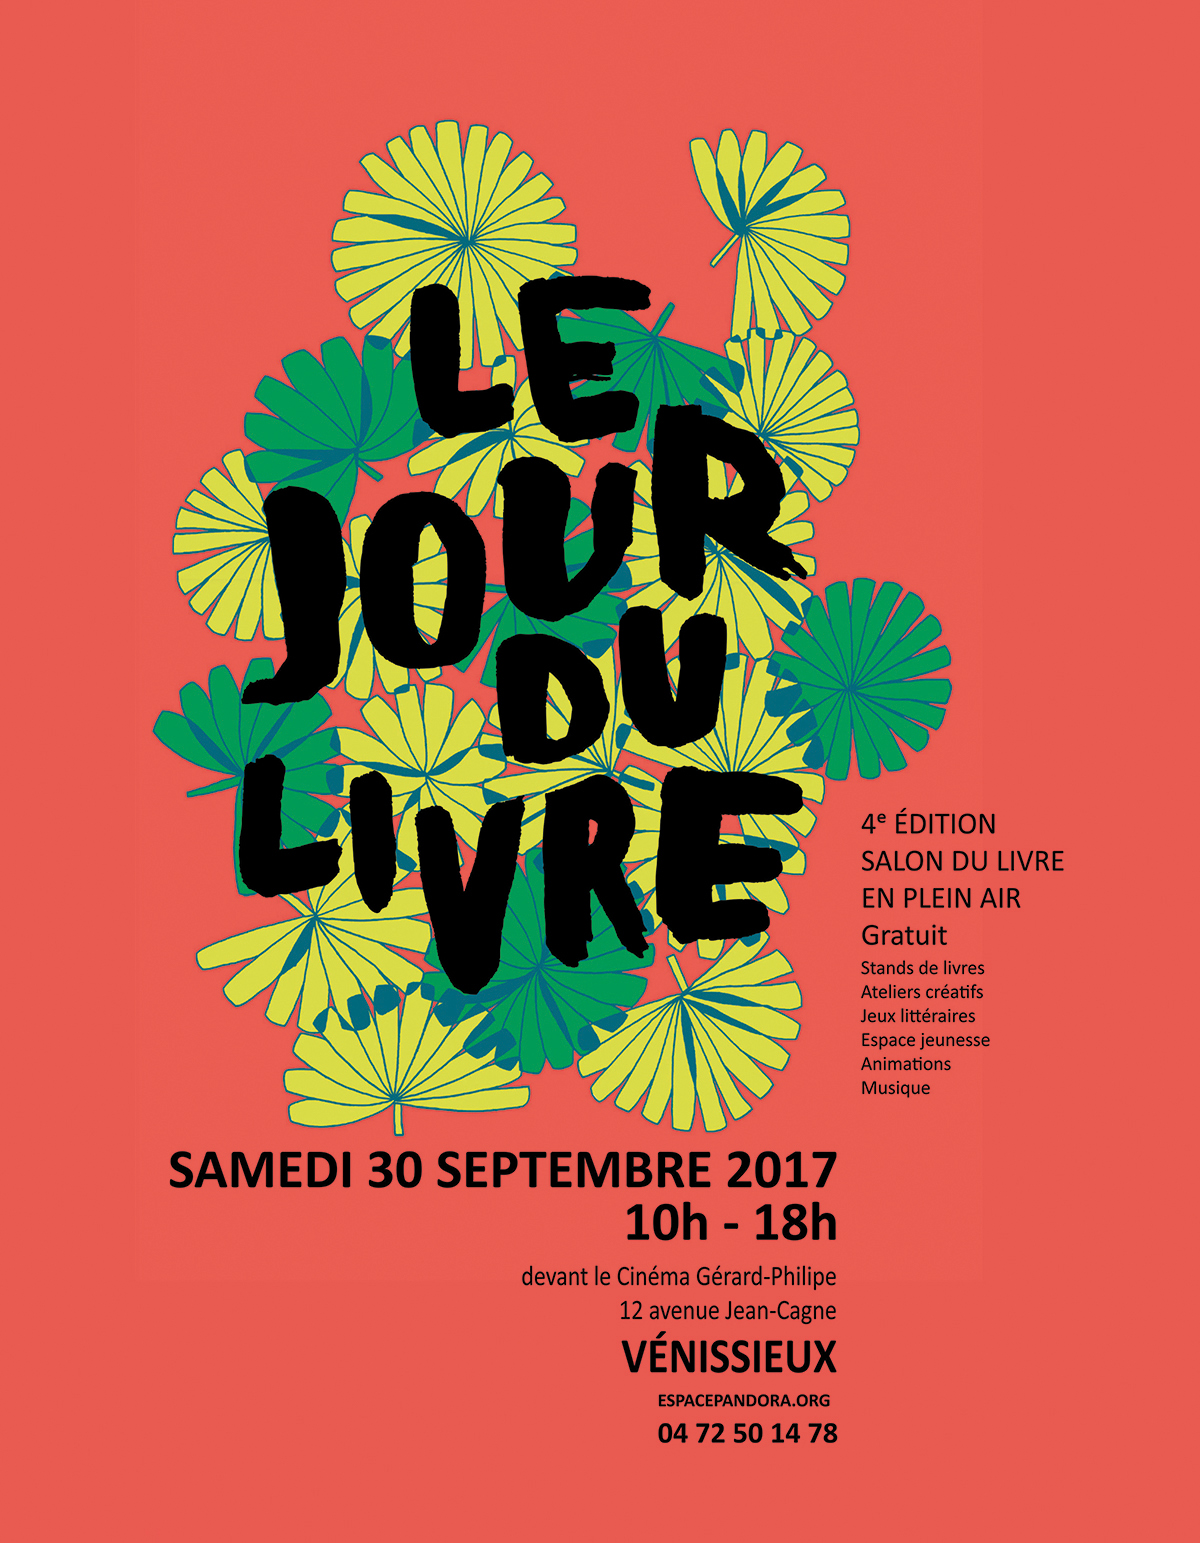 LE
JOUR
DU
LIVRE
4e ÉDITION
SALON DU LIVRE
EN PLEIN AIR
Gratuit
Stands de livres
Ateliers créatifs
Jeux littéraires
Espace jeunesse
Animations
Musique
SAMEDI 30 SEPTEMBRE 2017
10h - 18h
devant le Cinéma Gérard-Philipe
12 avenue Jean-Cagne
VÉNISSIEUX
ESPACEPANDORA.ORG
04 72 50 14 78